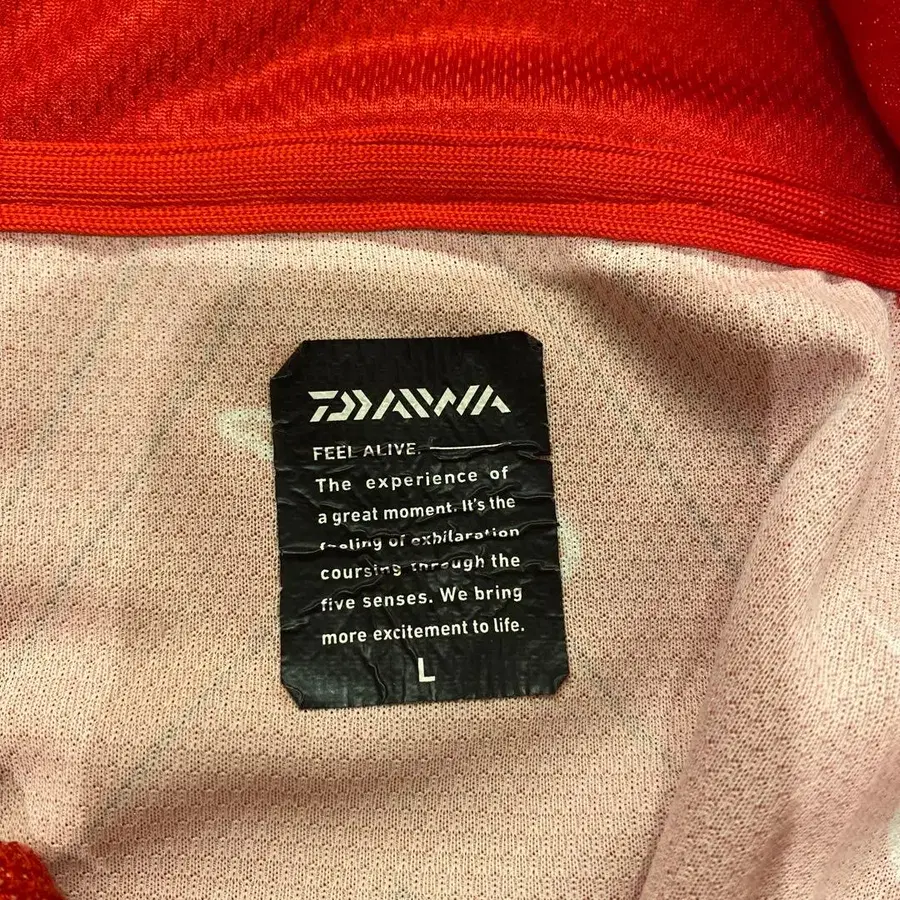 DAIWA
FEEL ALIVE.
The experience of
a great moment. It's the
feeling of exhilaration
coursing through the
five senses. We bring
more excitement to life.
L